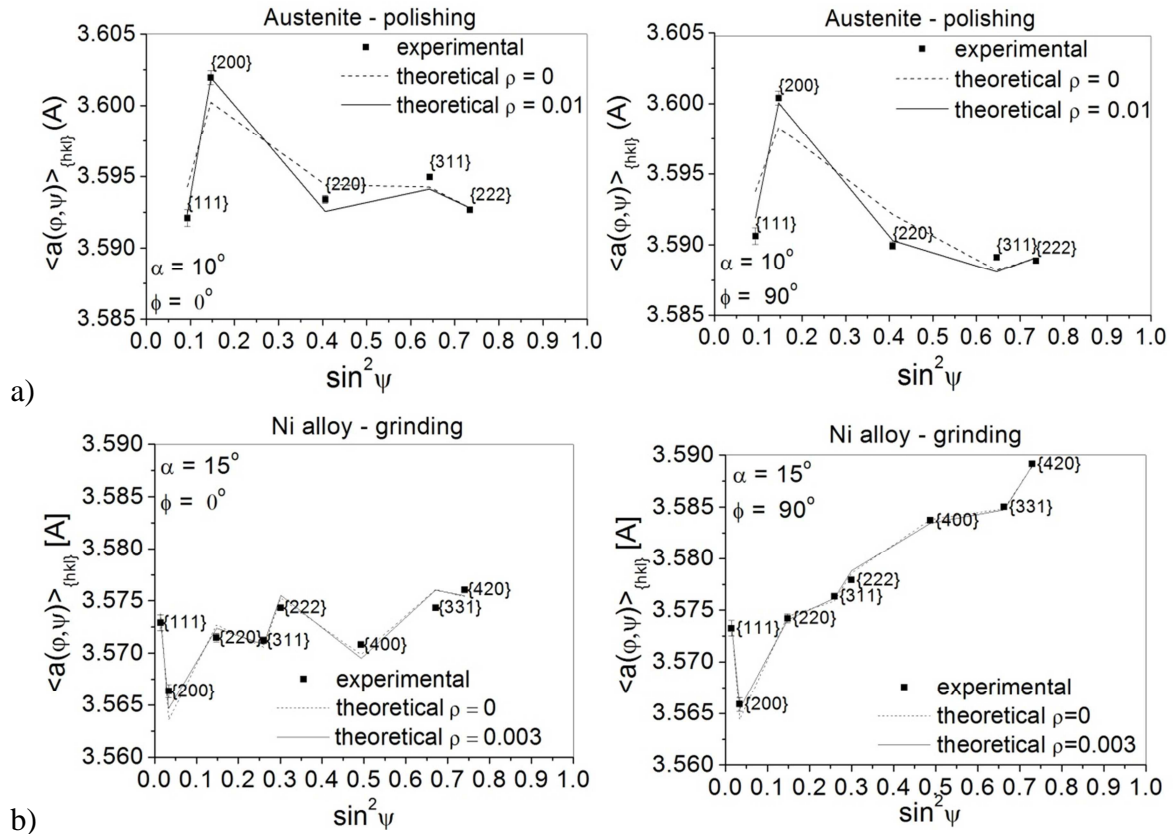 Austenite - polishing
3.605
3.600
3.595
3.590
3.585
<a(φ,ψ)>{hkl} (A)
experimental
theoretical ρ = 0
theoretical ρ = 0.01
{200}
{111}
{220}
{311}
{222}
α = 10°
ϕ = 0°
0.0 0.1 0.2 0.3 0.4 0.5 0.6 0.7 0.8 0.9 1.0
sin²ψ
Austenite - polishing
3.605
3.600
3.595
3.590
3.585
<a(φ,ψ)>{hkl} (A)
experimental
theoretical ρ = 0
theoretical ρ = 0.01
{200}
{111}
{220}
{311}
{222}
α = 10°
ϕ = 90°
0.0 0.1 0.2 0.3 0.4 0.5 0.6 0.7 0.8 0.9 1.0
sin²ψ
a)
Ni alloy - grinding
3.590
3.585
3.580
3.575
3.570
3.565
3.560
<a(φ,ψ)>{hkl} [A]
α = 15°
ϕ = 0°
{111}
{200}
{220}
{311}
{222}
{400}
{331}
{420}
experimental
theoretical ρ = 0
theoretical ρ = 0.003
0.0 0.1 0.2 0.3 0.4 0.5 0.6 0.7 0.8 0.9 1.0
sin²ψ
Ni alloy - grinding
3.590
3.585
3.580
3.575
3.570
3.565
3.560
<a(φ,ψ)>{hkl} [A]
α = 15°
ϕ = 90°
{111}
{200}
{220}
{311}
{222}
{400}
{331}
{420}
experimental
theoretical ρ=0
theoretical ρ=0.003
0.0 0.1 0.2 0.3 0.4 0.5 0.6 0.7 0.8 0.9 1.0
sin²ψ
b)